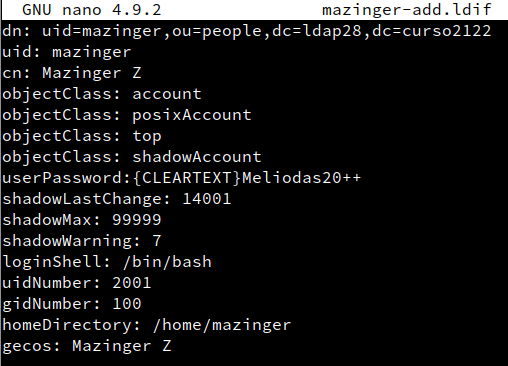 GNU nano 4.9.2 mazinger-add.ldif
dn: uid=mazinger,ou=people,dc=ldap28,dc=curso2122
uid: mazinger
cn: Mazinger Z
objectClass: account
objectClass: posixAccount
objectClass: top
objectClass: shadowAccount
userPassword:{CLEARTEXT}Meliodas20++
shadowLastChange: 14001
shadowMax: 99999
shadowWarning: 7
loginShell: /bin/bash
uidNumber: 2001
gidNumber: 100
homeDirectory: /home/mazinger
gecos: Mazinger Z